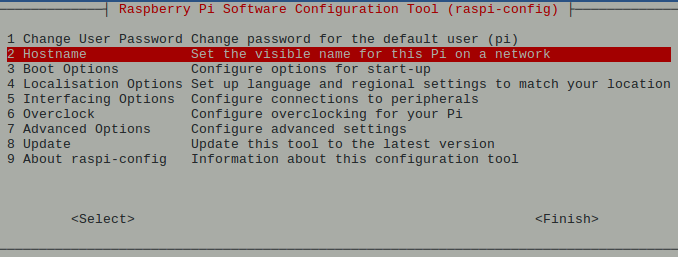 Raspberry Pi Software Configuration Tool (raspi-config)
1 Change User Password Change password for the default user (pi)
2 Hostname Set the visible name for this Pi on a network
3 Boot Options Configure options for start-up
4 Localisation Options Set up language and regional settings to match your location
5 Interfacing Options Configure connections to peripherals
6 Overclock Configure overclocking for your Pi
7 Advanced Options Configure advanced settings
8 Update Update this tool to the latest version
9 About raspi-config Information about this configuration tool
<Select> <Finish>